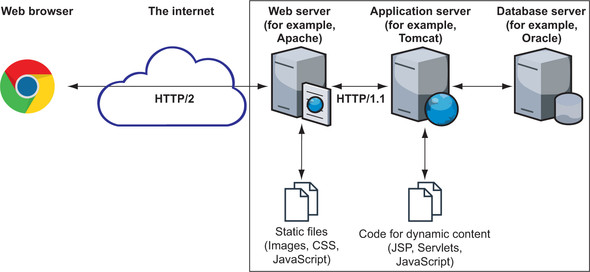 Web browser
The internet
Web server
(for example,
Apache)
Application server
(for example,
Tomcat)
Database server
(for example,
Oracle)
HTTP/2
HTTP/1.1
Static files
(Images, CSS,
JavaScript)
Code for dynamic content
(JSP, Servlets,
JavaScript)